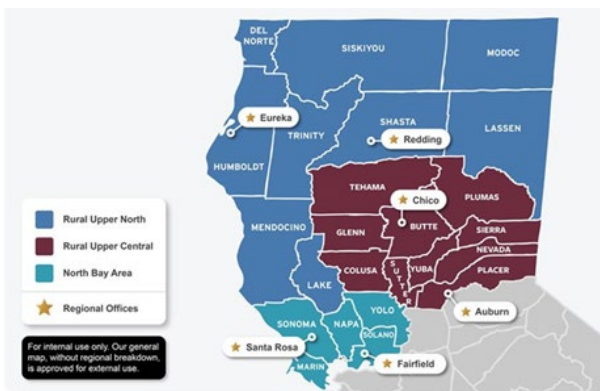 DEL
NORTE
SISKIYOU
MODOC
Eureka
TRINITY
SHASTA
Redding
LASSEN
HUMBOLDT
TEHAMA
PLUMAS
Chico
MENDOCINO
GLENN
BUTTE
SIERRA
NEVADA
LAKE
COLUSA
SUTTER
YUBA
PLACER
Auburn
SONOMA
NAPA
YOLO
SOLANO
Santa Rosa
MARIN
Fairfield
Rural Upper North
Rural Upper Central
North Bay Area
Regional Offices
For internal use only. Our general
map, without regional breakdown,
is approved for external use.